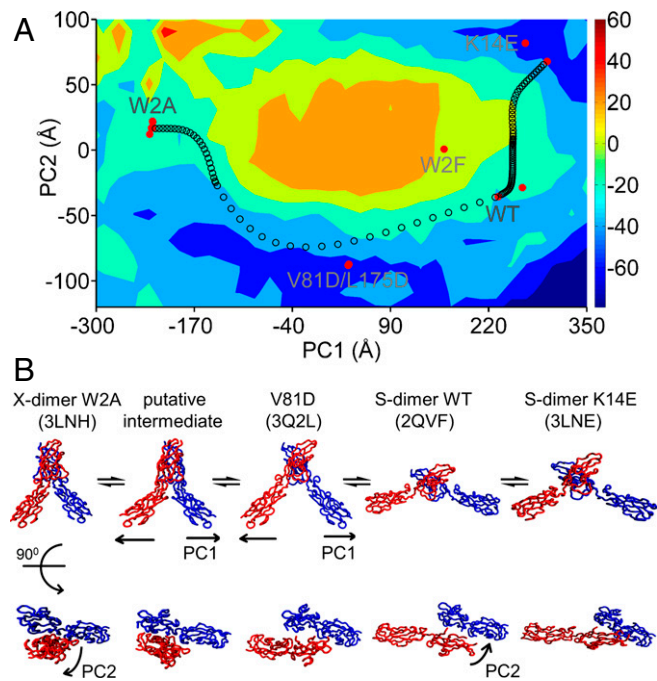 A
100
50
0
-50
-100
PC2 (Å)
W2A
K14E
W2F
WT
V81D/L175D
-300 -170 -40 90 220 350
PC1 (Å)
60
40
20
0
-20
-40
-60
B
X-dimer W2A putative V81D S-dimer WT S-dimer K14E
(3LNH) intermediate (3Q2L) (2QVF) (3LNE)
PC1 PC1
90⁰
PC2 PC2